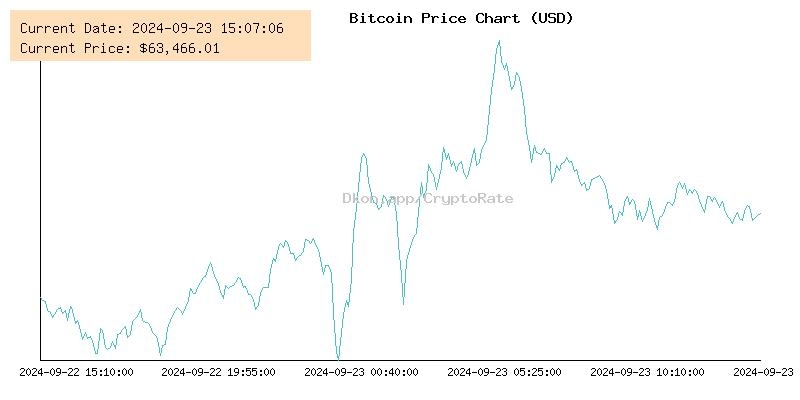 Bitcoin Price Chart (USD)
Current Date: 2024-09-23 15:07:06
Current Price: $63,466.01
Dkob.app/CryptoRate
2024-09-22 15:10:00 2024-09-22 19:55:00 2024-09-23 00:40:00 2024-09-23 05:25:00 2024-09-23 10:10:00 2024-09-23